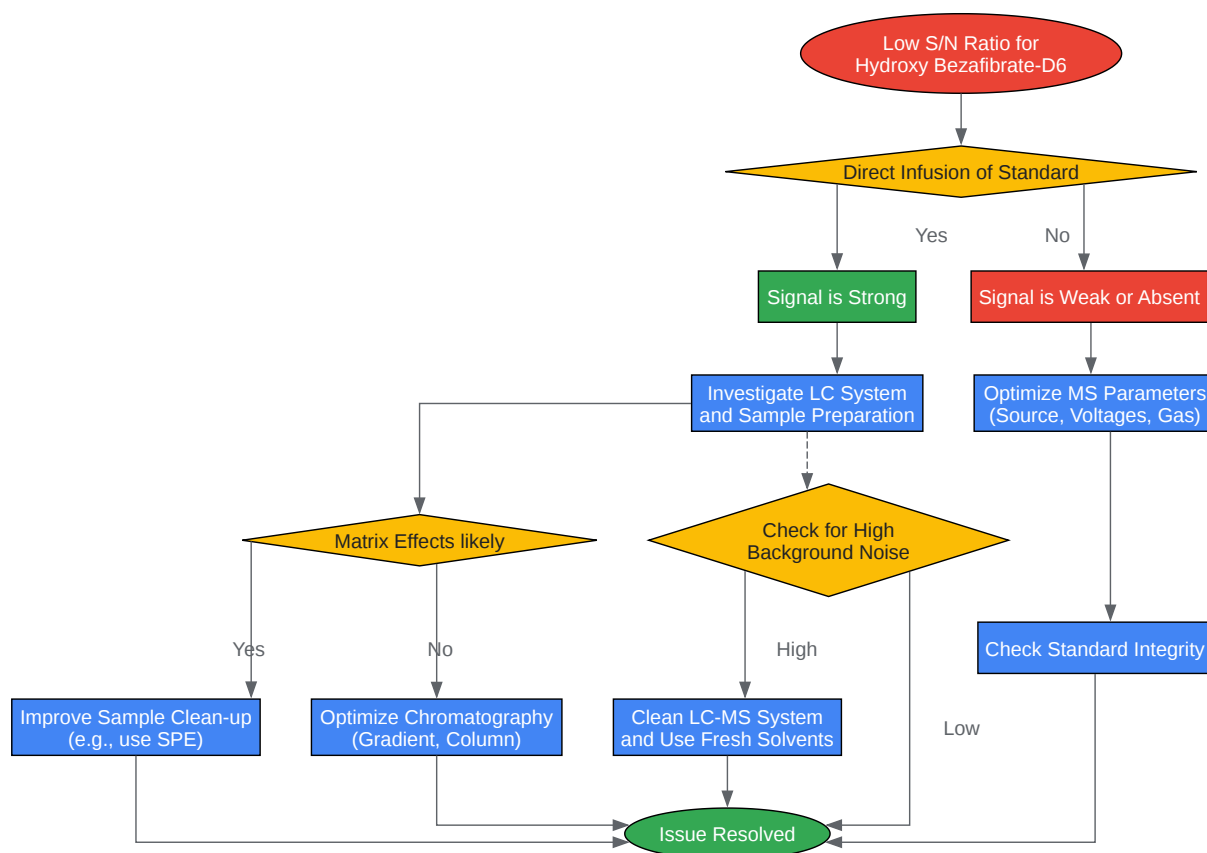 Low S/N Ratio for
Hydroxy Bezafibrate-D6
Direct Infusion of Standard
Yes
No
Signal is Strong
Signal is Weak or Absent
Investigate LC System
and Sample Preparation
Optimize MS Parameters
(Source, Voltages, Gas)
Matrix Effects likely
Check for High
Background Noise
Yes
No
High
Check Standard Integrity
Improve Sample Clean-up
(e.g., use SPE)
Optimize Chromatography
(Gradient, Column)
Clean LC-MS System
and Use Fresh Solvents
Low
Issue Resolved